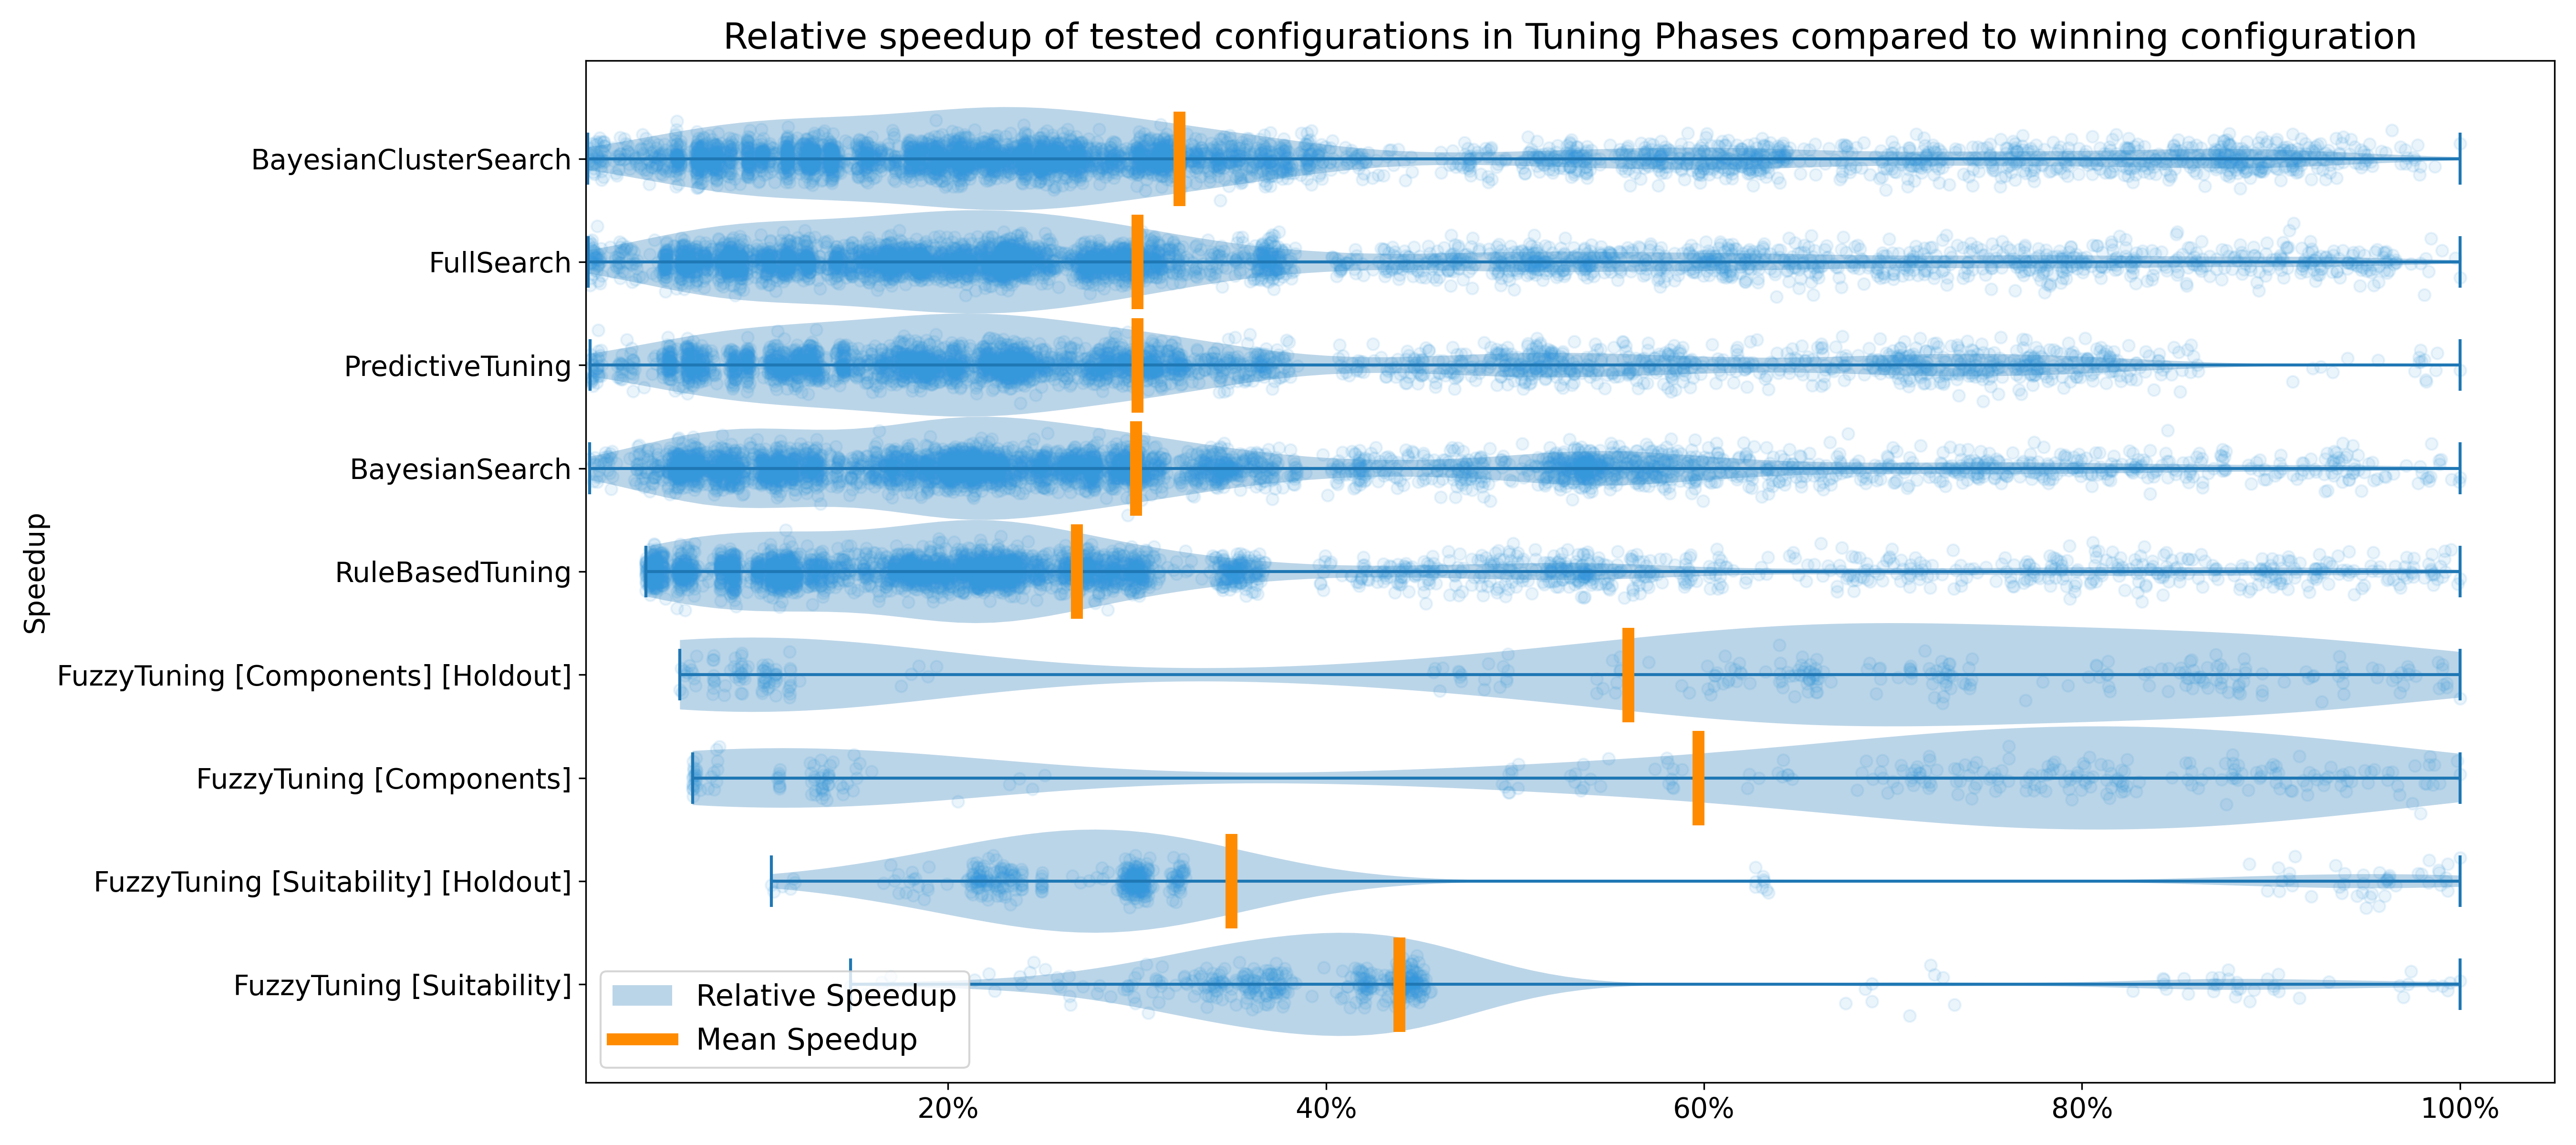 Relative speedup of tested configurations in Tuning Phases compared to winning configuration
Speedup
BayesianClusterSearch
FullSearch
PredictiveTuning
BayesianSearch
RuleBasedTuning
FuzzyTuning [Components] [Holdout]
FuzzyTuning [Components]
FuzzyTuning [Suitability] [Holdout]
FuzzyTuning [Suitability]
Relative Speedup
Mean Speedup
20% 40% 60% 80% 100%